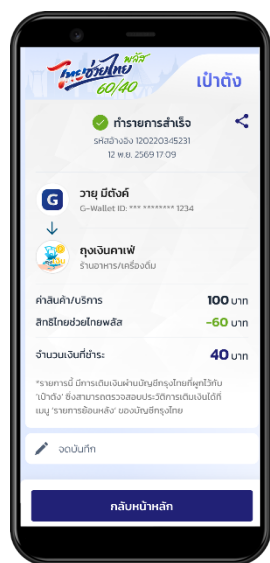 ไทยช่วยไทย พลัส
60/40
เป๋าตัง
ทำรายการสำเร็จ
รหัสอ้างอิง 120220345231
12 พ.ย. 2569 17:09
G
วายุ มีตังค์
G-Wallet ID: *** ******** 1234
ถุงเงินคาเฟ่
ร้านอาหาร/เครื่องดื่ม
ค่าสินค้า/บริการ 100 บาท
สิทธิไทยช่วยไทยพลัส -60 บาท
จำนวนเงินที่ชำระ 40 บาท
*รายการนี้ มีการเติมเงินผ่านบัญชีกรุงไทยที่ผูกไว้กับ
'เป๋าตัง' ซึ่งสามารถตรวจสอบประวัติการเติมเงินได้ที่
เมนู 'รายการย้อนหลัง' ของบัญชีกรุงไทย
จดบันทึก
กลับหน้าหลัก